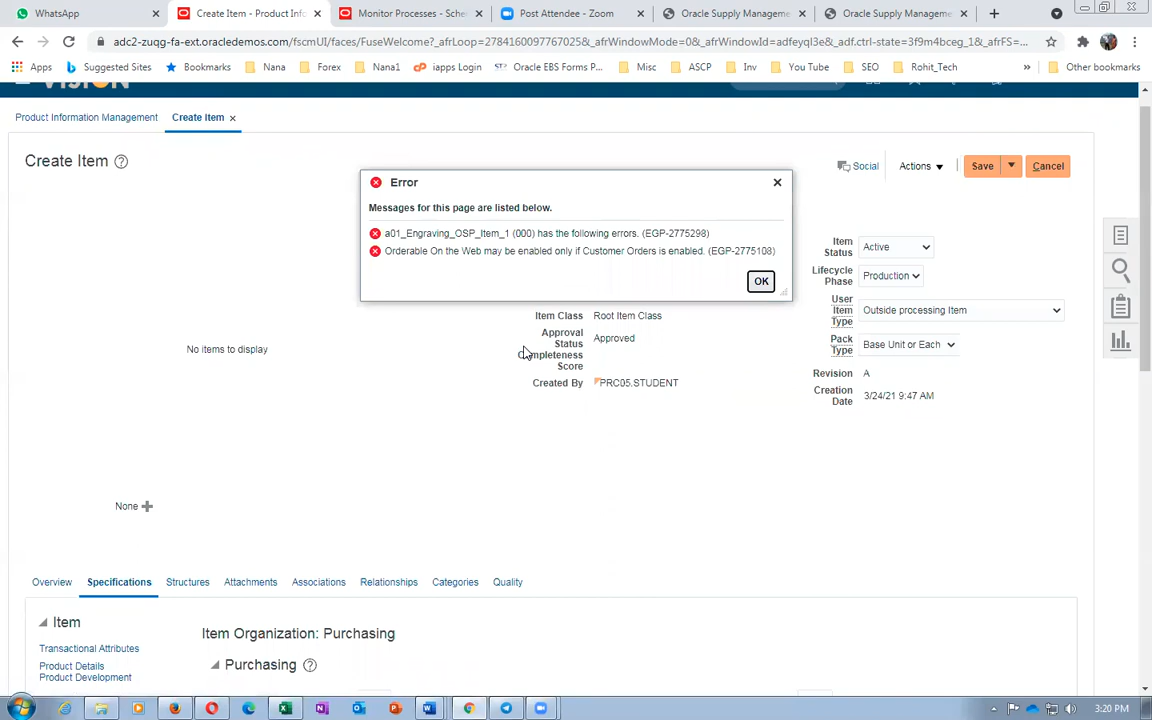 WhatsApp
Create Item - Product Info
Monitor Processes - Sche
Post Attendee - Zoom
Oracle Supply Manageme
Oracle Supply Manageme
adc2-zuqg-fa-ext.oracledemos.com/fscmUI/faces/FuseWelcome?_afrLoop=2784160097767025&_afrWindowMode=0&_afrWindowId=adfeyql3e&_adf.ctrl-state=3f9m4bceg_1&_afrFS=...
Apps
Suggested Sites
Bookmarks
Nana
Forex
Nana1
iapps Login
Oracle EBS Forms P...
Misc
ASCP
Inv
You Tube
SEO
Rohit_Tech
»
Other bookmarks
VISION
Product Information Management
Create Item
Create Item
Social
Actions
Save
Cancel
Error
Messages for this page are listed below.
a01_Engraving_OSP_Item_1 (000) has the following errors. (EGP-2775298)
Orderable On the Web may be enabled only if Customer Orders is enabled. (EGP-2775108)
OK
Item Status
Active
Lifecycle Phase
Production
User Item Type
Outside processing Item
Pack Type
Base Unit or Each
Revision
A
Creation Date
3/24/21 9:47 AM
Item Class
Root Item Class
Approval Status
Approved
Completeness Score
Created By
PRC05,STUDENT
No items to display
None
Overview
Specifications
Structures
Attachments
Associations
Relationships
Categories
Quality
Item
Transactional Attributes
Product Details
Product Development
Item Organization: Purchasing
Purchasing
3:20 PM